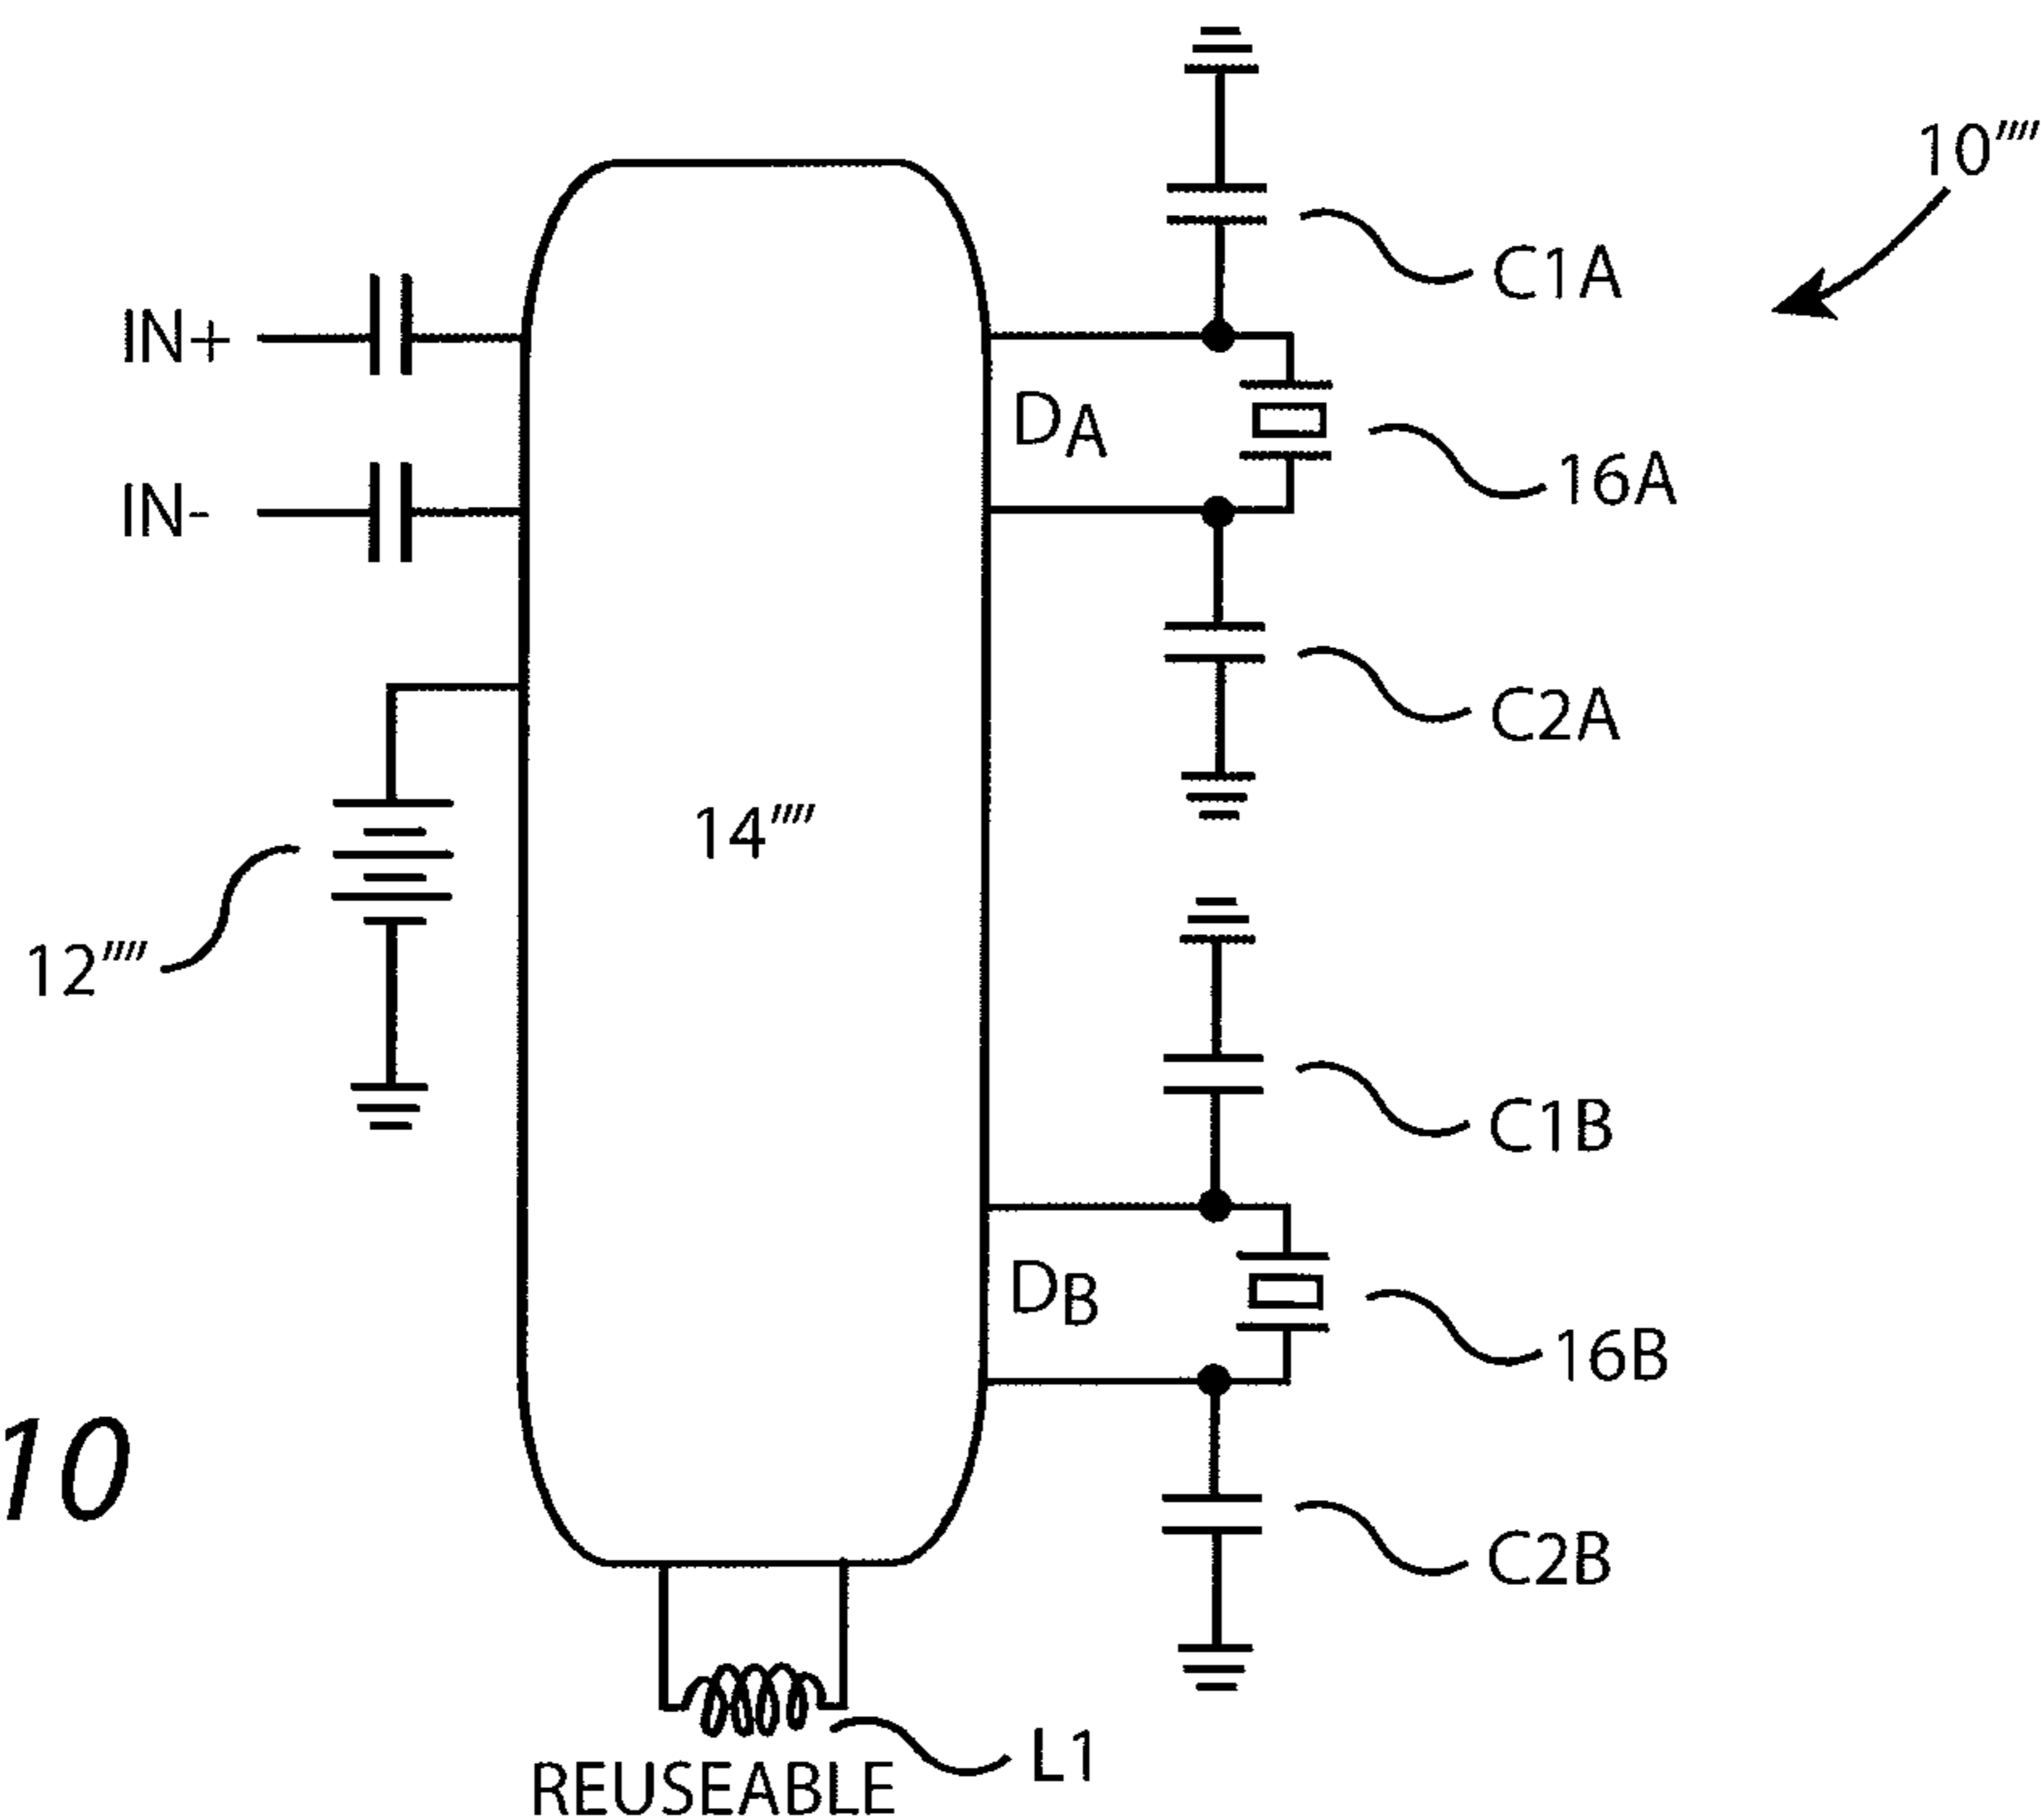 10''''
C1A
IN+
DA
16A
IN-
C2A
14''''
12''''
C1B
DB
16B
10
C2B
L1
REUSEABLE